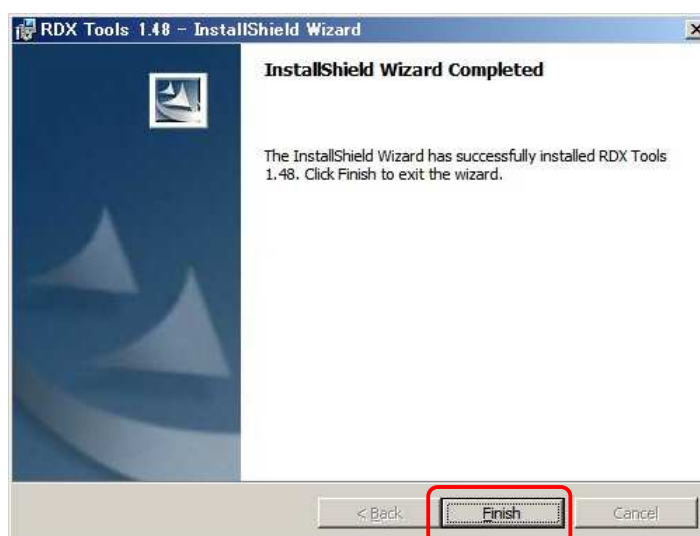 RDX Tools 1.48 - InstallShield Wizard
InstallShield Wizard Completed
The InstallShield Wizard has successfully installed RDX Tools
1.48. Click Finish to exit the wizard.
< Back Finish Cancel